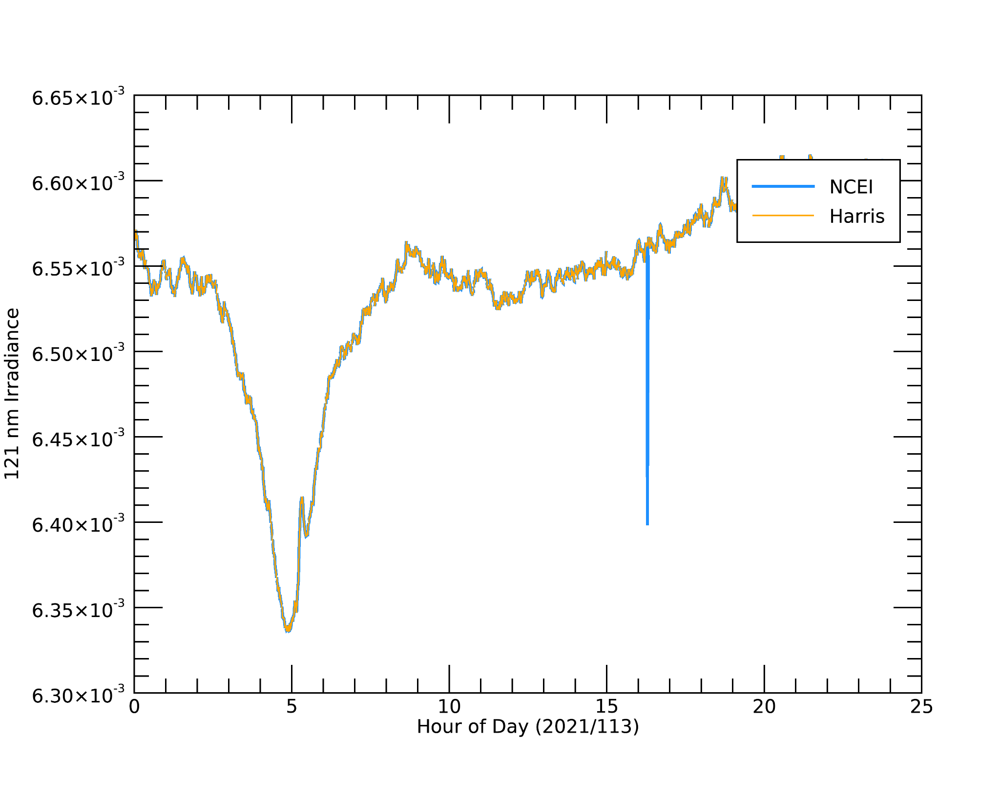 6.65×10⁻³
6.60×10⁻³
6.55×10⁻³
6.50×10⁻³
6.45×10⁻³
6.40×10⁻³
6.35×10⁻³
6.30×10⁻³
121 nm Irradiance
NCEI
Harris
0 5 10 15 20 25
Hour of Day (2021/113)